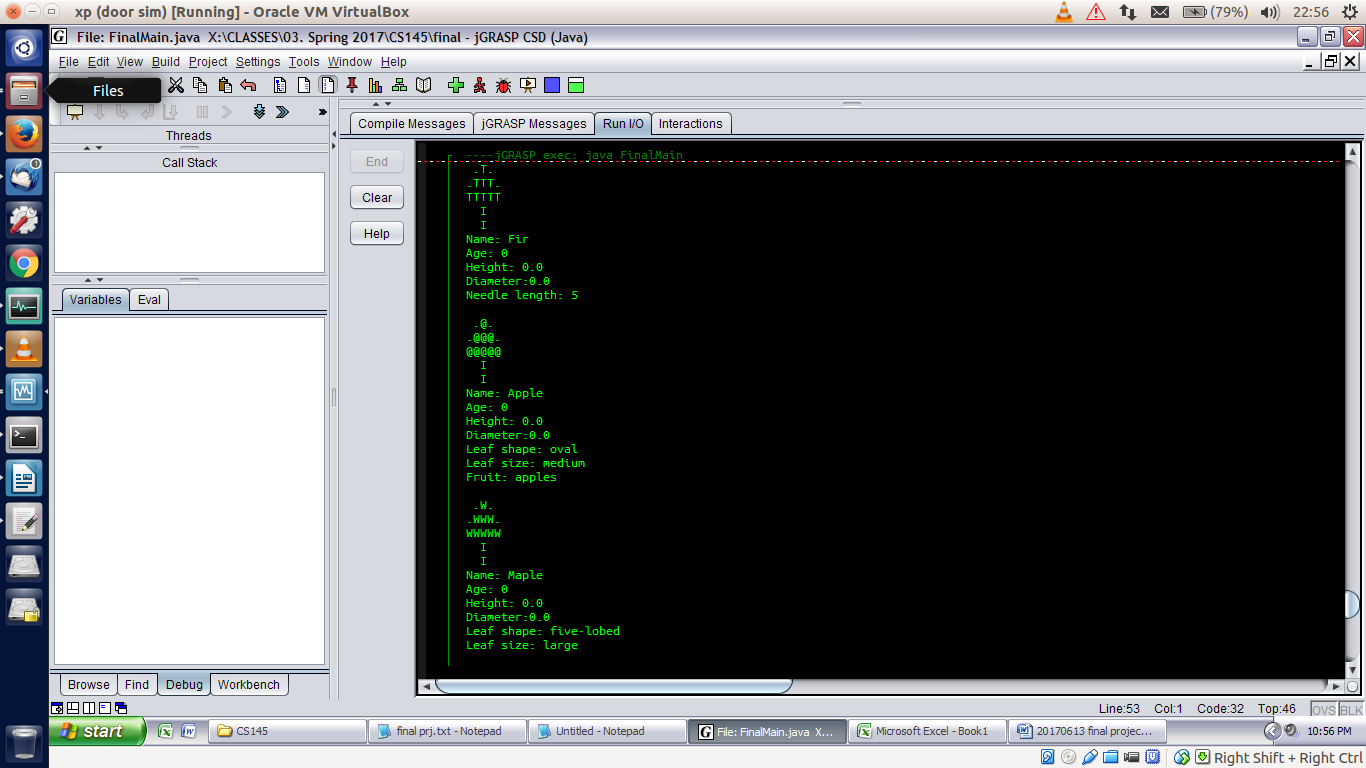 xp (door sim) [Running] - Oracle VM VirtualBox
(79%) 22:56
File: FinalMain.java X:\CLASSES\03. Spring 2017\CS145\final - jGRASP CSD (Java)
File Edit View Build Project Settings Tools Window Help
Files
»
Threads
Call Stack
Variables Eval
Compile Messages jGRASP Messages Run I/O Interactions
End
Clear
Help
----jGRASP exec: java FinalMain
.T.
.TTT.
TTTTT
I
I
Name: Fir
Age: 0
Height: 0.0
Diameter:0.0
Needle length: 5
.@.
.@@@.
@@@@@
I
I
Name: Apple
Age: 0
Height: 0.0
Diameter:0.0
Leaf shape: oval
Leaf size: medium
Fruit: apples
.W.
.WWW.
WWWWW
I
I
Name: Maple
Age: 0
Height: 0.0
Diameter:0.0
Leaf shape: five-lobed
Leaf size: large
Browse Find Debug Workbench
Line:53 Col:1 Code:32 Top:46 OVS BLK
start CS145 final prj.txt - Notepad Untitled - Notepad File: FinalMain.java X... Microsoft Excel - Book1 20170613 final projec... 10:56 PM
Right Shift + Right Ctrl